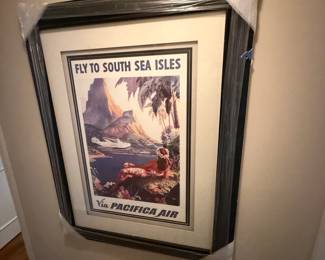 FLY TO SOUTH SEA ISLES
Via PACIFICA AIR